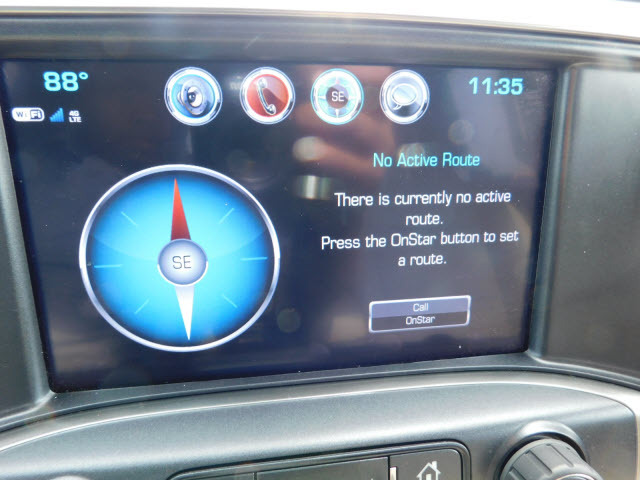 88°
SE
11:35
WiFi
4G
LTE
No Active Route
There is currently no active
route.
Press the OnStar button to set
a route.
SE
Call
OnStar